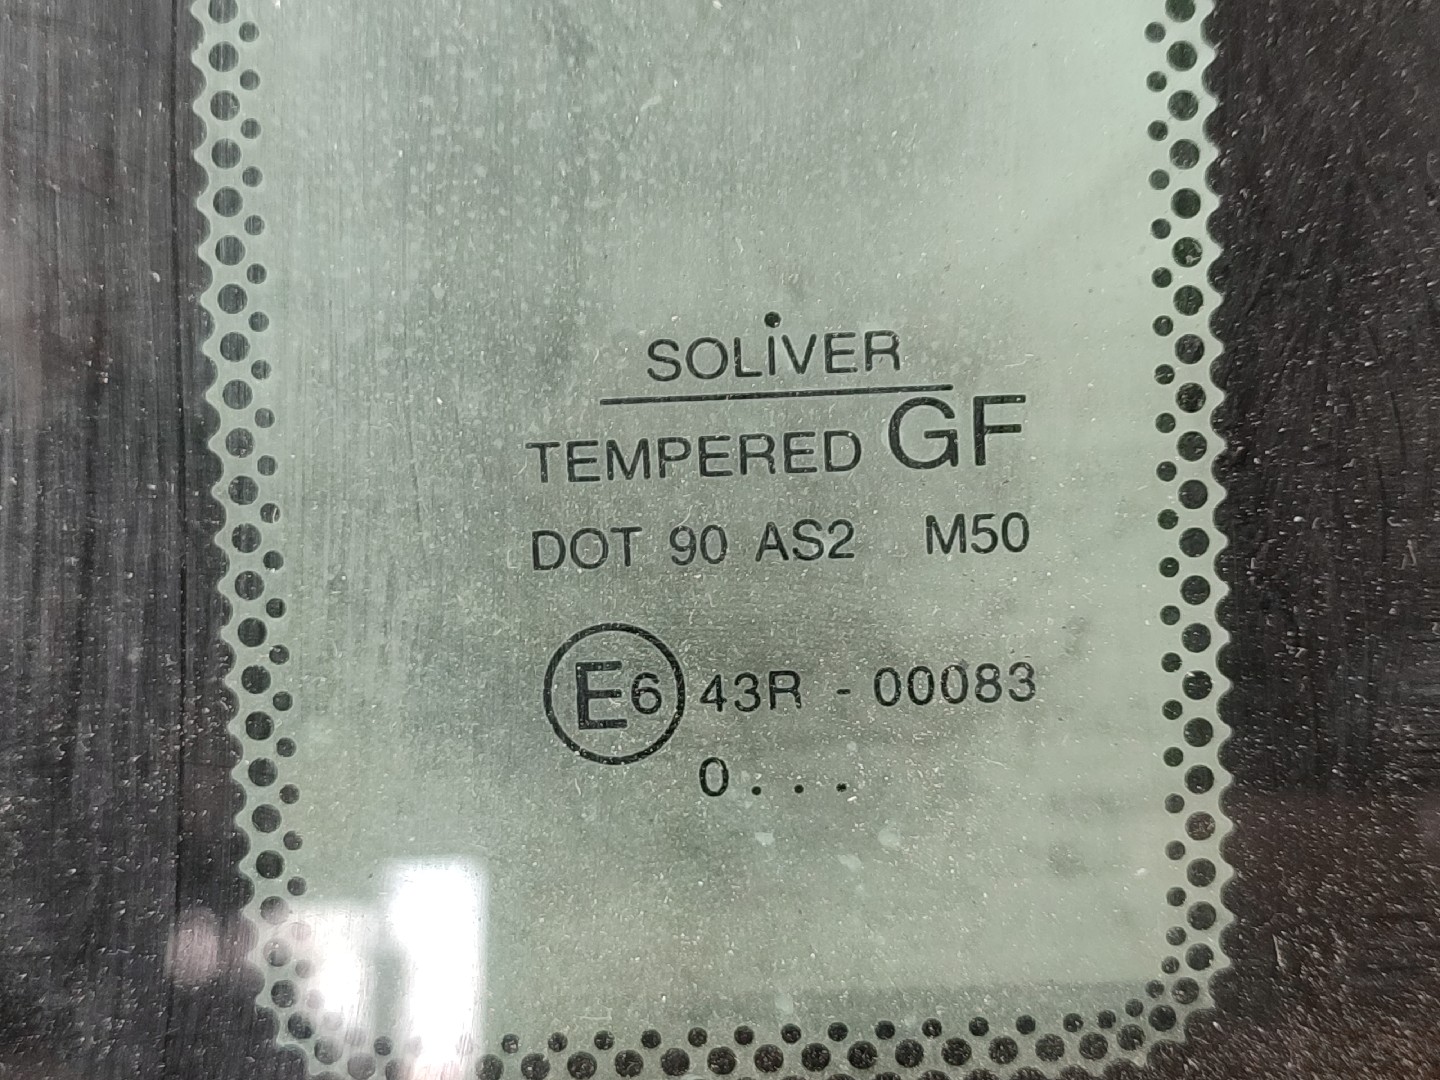 SOLiVER
TEMPERED GF
DOT 90 AS2 M50
E6 43R - 00083
0 . . .